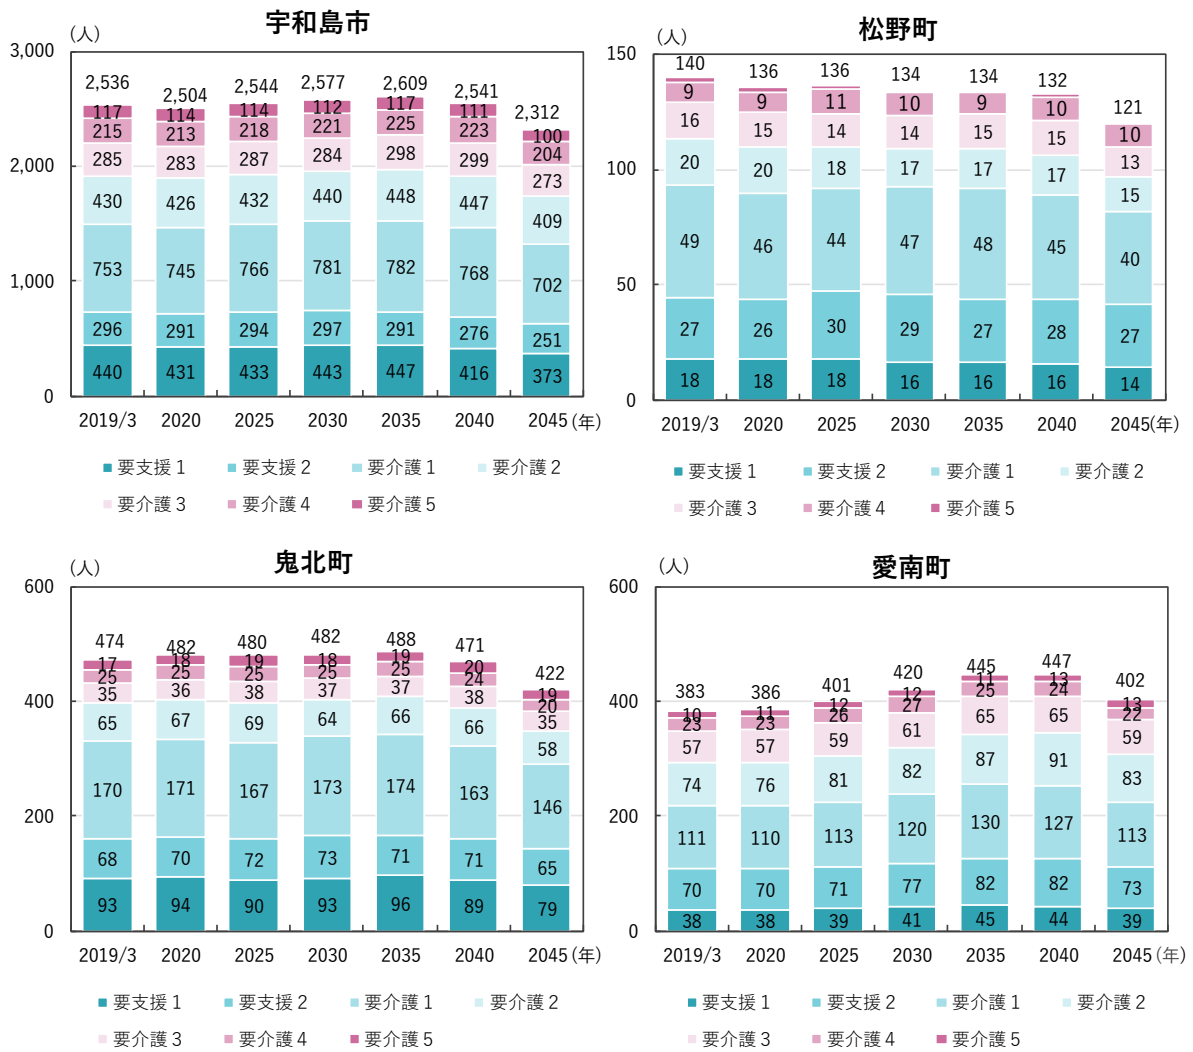 宇和島市
(人)
3,000
2,536 2,504 2,544 2,577 2,609 2,541 2,312
117 114 114 112 117 111 100
215 213 218 221 225 223 204
2,000
285 283 287 284 298 299 273
430 426 432 440 448 447 409
753 745 766 781 782 768 702
1,000
296 291 294 297 291 276 251
440 431 433 443 447 416 373
0
2019/3 2020 2025 2030 2035 2040 2045 (年)
要支援1 要支援2 要介護1 要介護2
要介護3 要介護4 要介護5
松野町
(人)
150
140 136 136 134 134 132 121
9 9 11 10 9 10 10
16 15 14 14 15 15 13
100
20 20 18 17 17 17 15
49 46 44 47 48 45 40
50
27 26 30 29 27 28 27
18 18 18 16 16 16 14
0
2019/3 2020 2025 2030 2035 2040 2045(年)
要支援1 要支援2 要介護1 要介護2
要介護3 要介護4 要介護5
鬼北町
(人)
600
474 482 480 482 488 471 422
17 18 19 18 19 20 19
25 25 25 25 25 24 20
400
35 36 38 37 37 38 35
65 67 69 64 66 66 58
170 171 167 173 174 163 146
200
68 70 72 73 71 71 65
93 94 90 93 96 89 79
0
2019/3 2020 2025 2030 2035 2040 2045 (年)
要支援1 要支援2 要介護1 要介護2
要介護3 要介護4 要介護5
愛南町
(人)
600
383 386 401 420 445 447 402
10 11 12 12 11 13 13
400
23 23 26 27 25 24 22
57 57 59 61 65 65 59
74 76 81 82 87 91 83
111 110 113 120 130 127 113
200
70 70 71 77 82 82 73
38 38 39 41 45 44 39
0
2019/3 2020 2025 2030 2035 2040 2045 (年)
要支援1 要支援2 要介護1 要介護2
要介護3 要介護4 要介護5